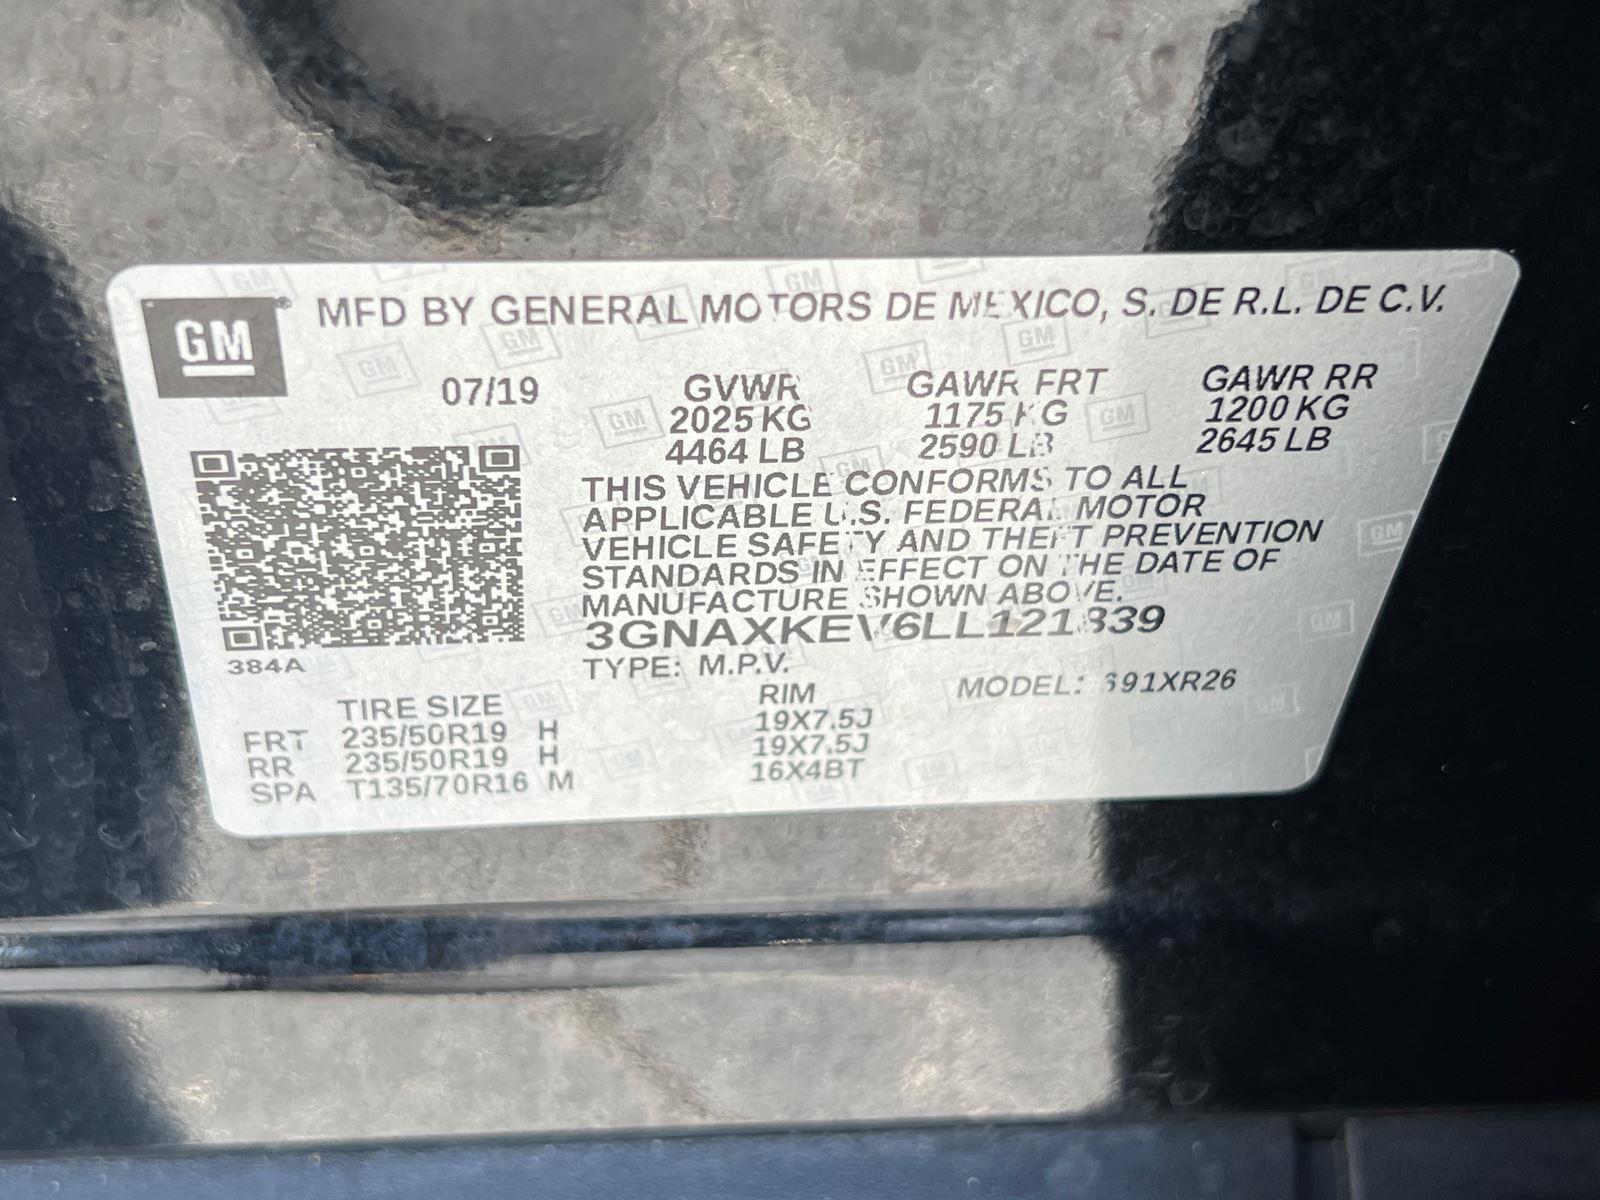 GM
MFD BY GENERAL MOTORS DE MEXICO, S. DE R.L. DE C.V.
07/19 GVWR GAWR FRT GAWR RR
2025 KG 1175 KG 1200 KG
4464 LB 2590 LB 2645 LB
THIS VEHICLE CONFORMS TO ALL
APPLICABLE U.S. FEDERAL MOTOR
VEHICLE SAFETY AND THEFT PREVENTION
STANDARDS IN EFFECT ON THE DATE OF
MANUFACTURE SHOWN ABOVE.
3GNAXKEV6LL121339
384A
TYPE: M.P.V.
MODEL:
TIRE SIZE RIM
FRT 235/50R19 H 19X7.5J
RR 235/50R19 H 19X7.5J
SPA T135/70R16 M 16X4BT